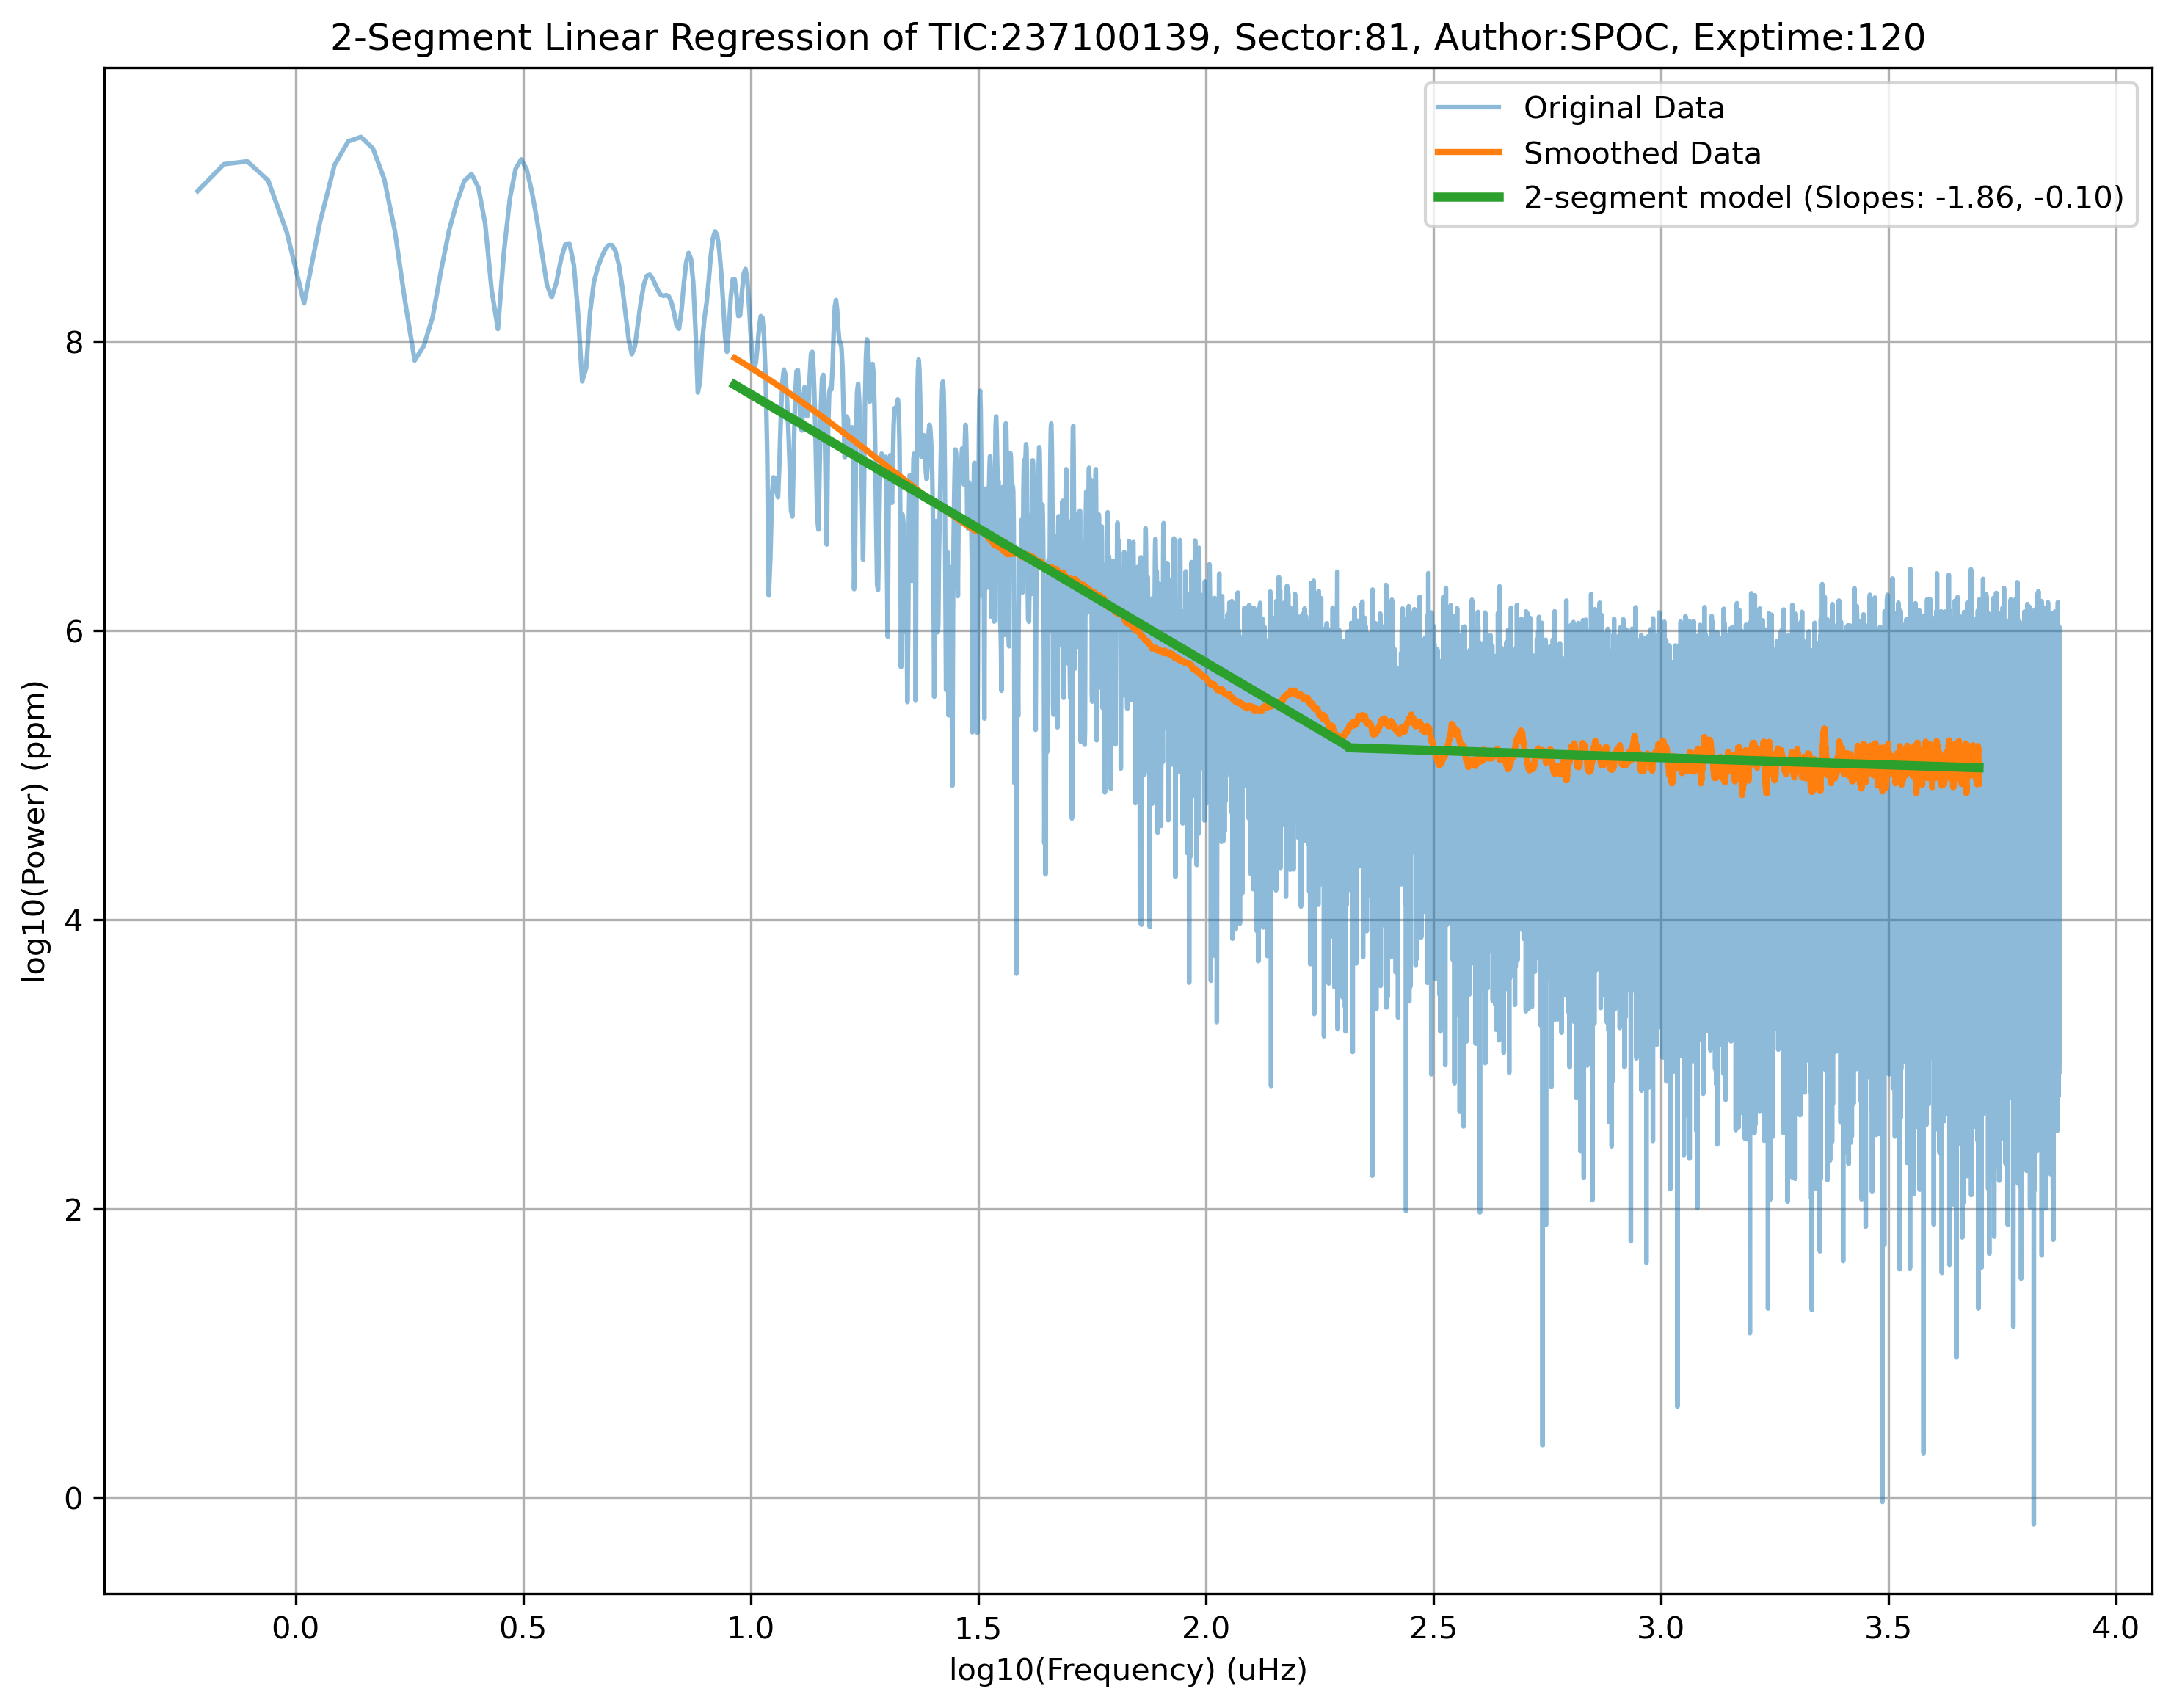 2-Segment Linear Regression of TIC:237100139, Sector:81, Author:SPOC, Exptime:120
Original Data
Smoothed Data
2-segment model (Slopes: -1.86, -0.10)
log10(Power) (ppm)
8
6
4
2
0
0.0 0.5 1.0 1.5 2.0 2.5 3.0 3.5 4.0
log10(Frequency) (uHz)